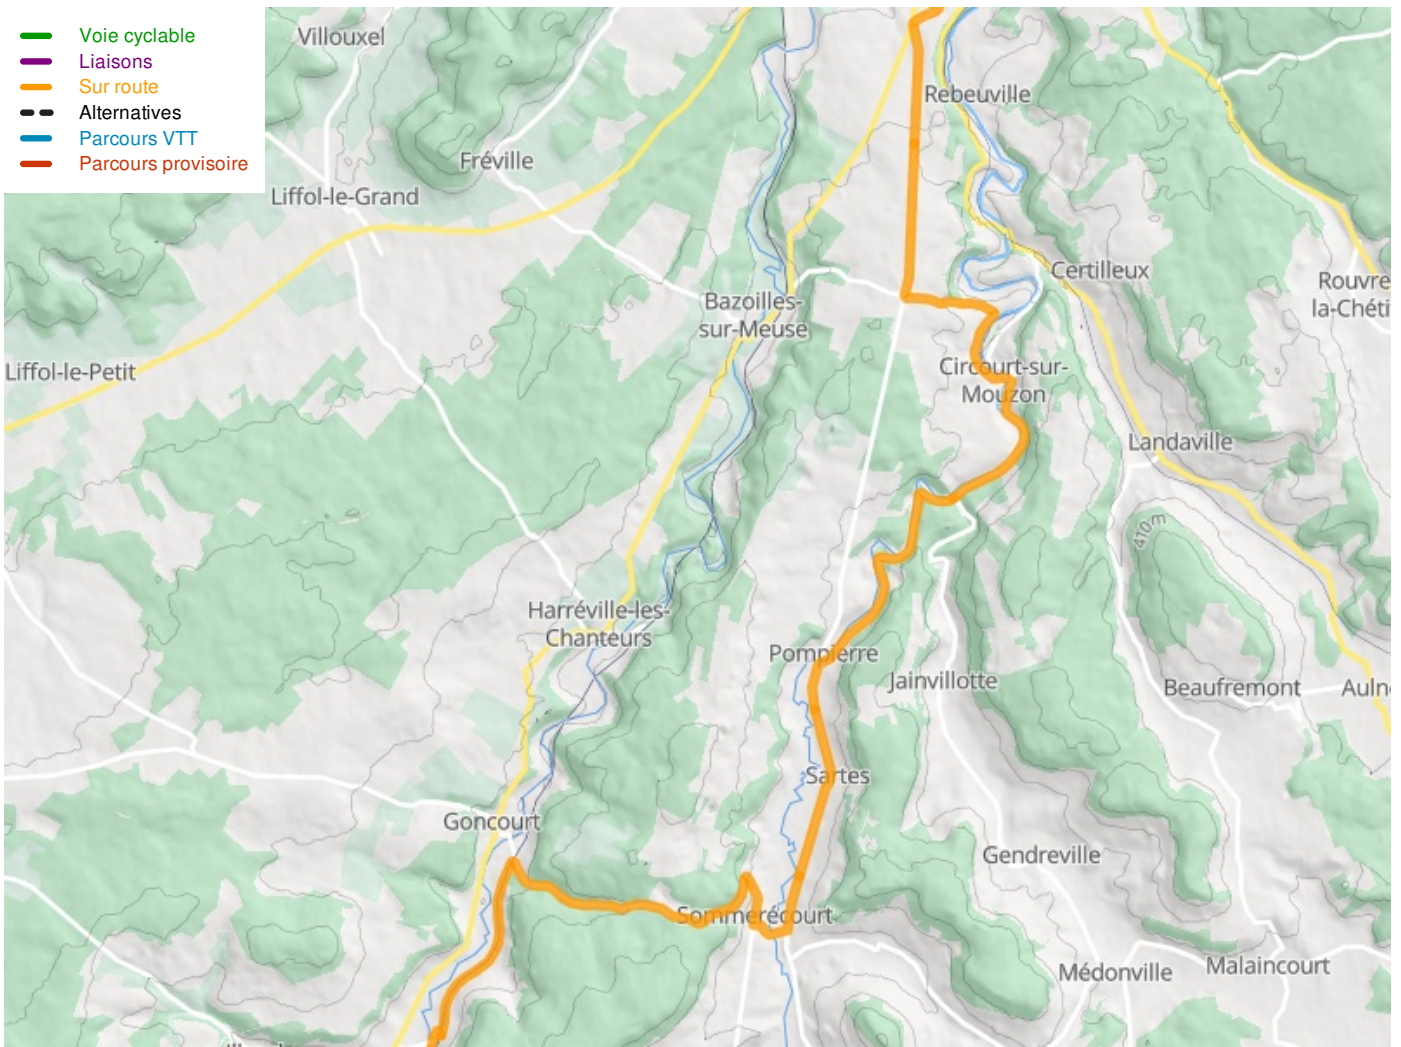 Voie cyclable
Liaisons
Sur route
Alternatives
Parcours VTT
Parcours provisoire
Villouxel
Rebeuville
Fréville
Liffol-le-Grand
Certilleux
Rouvre
la-Chéti
Bazoilles-
sur-Meuse
Liffol-le-Petit
Circourt-sur-
Mouzon
Landaville
410m
Harréville-les-
Chanteurs
Pompierre
Jainvillotte
Beaufremont
Auln
Sartes
Goncourt
Gendreville
Sommerécourt
Médonville
Malaincourt